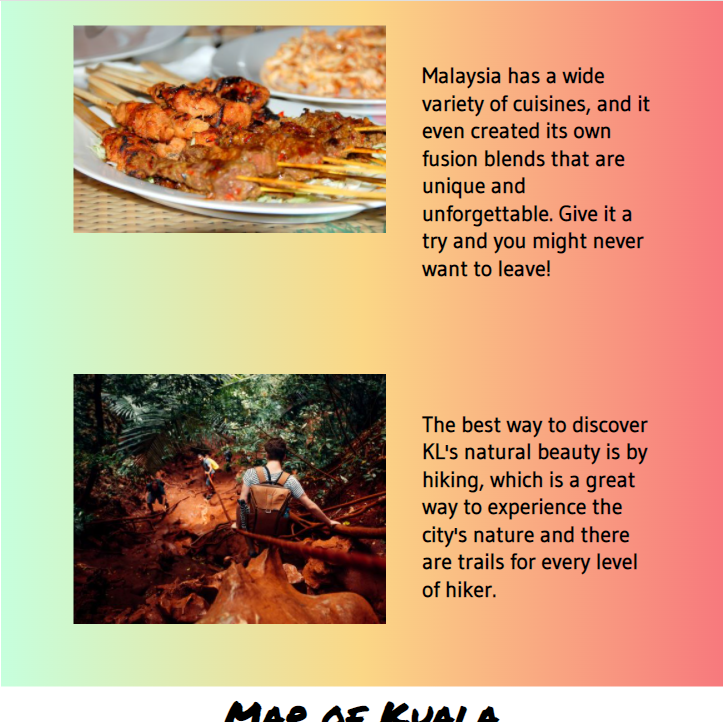 Malaysia has a wide
variety of cuisines, and it
even created its own
fusion blends that are
unique and
unforgettable. Give it a
try and you might never
want to leave!
The best way to discover
KL's natural beauty is by
hiking, which is a great
way to experience the
city's nature and there
are trails for every level
of hiker.
Map of Kuala